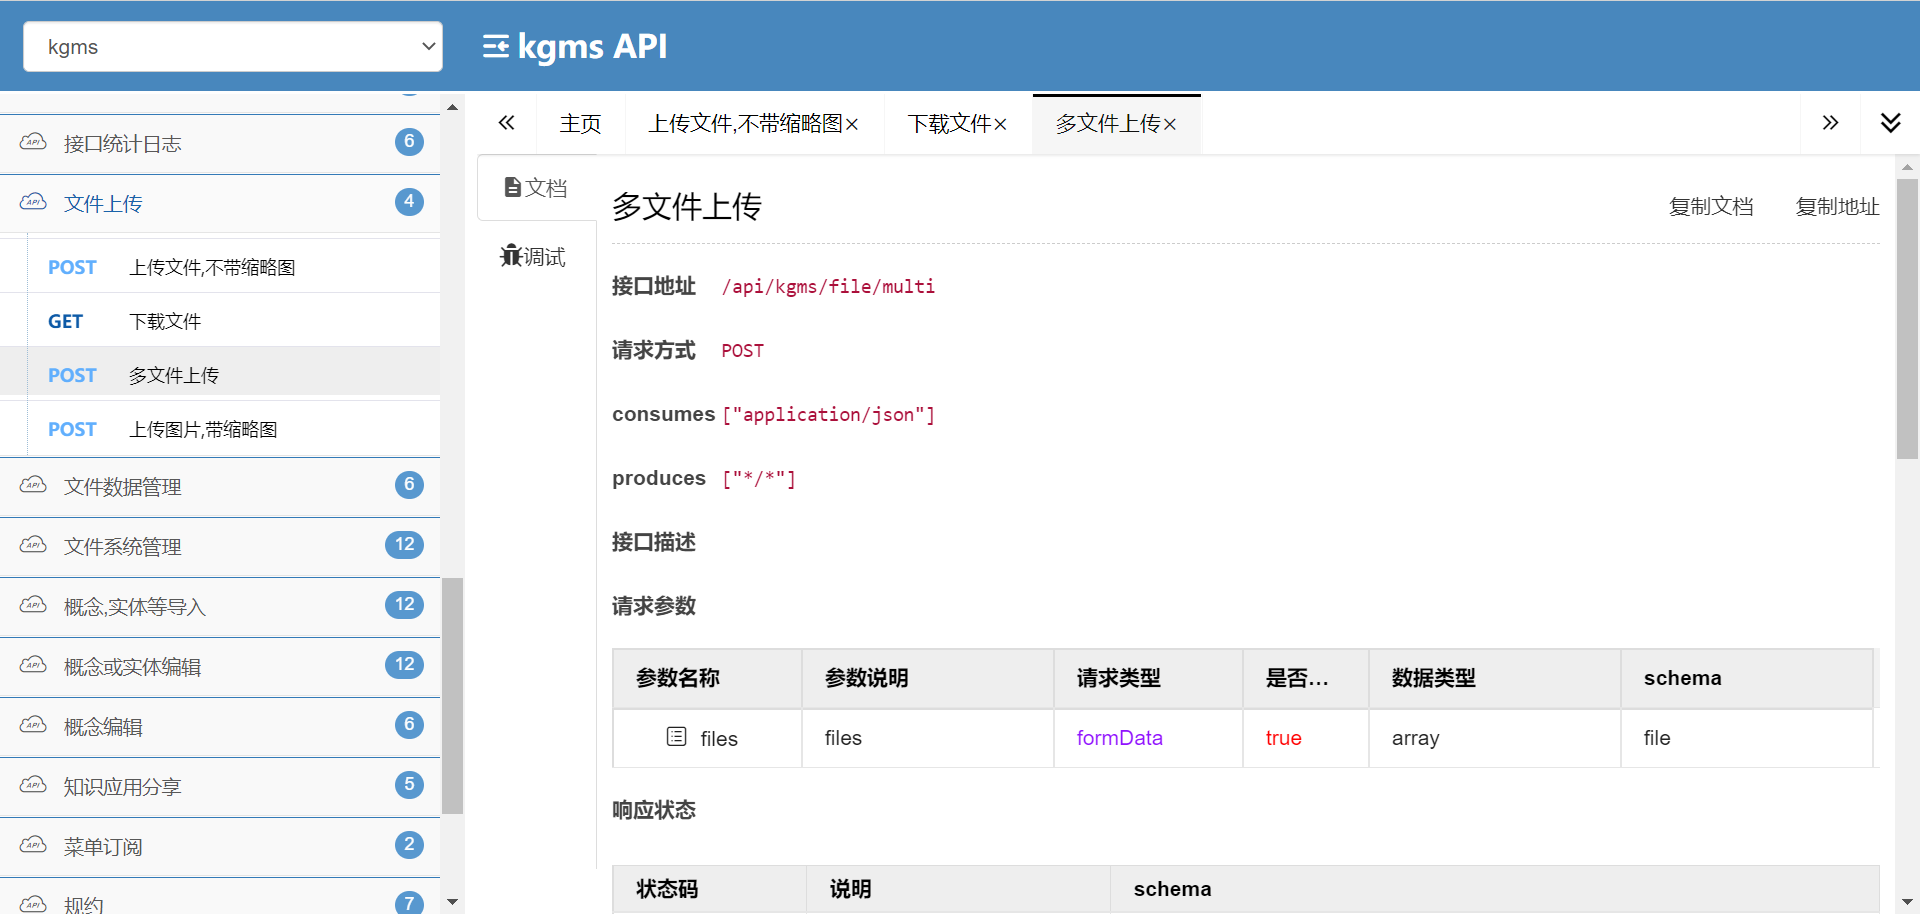 kgms
kgms API
接口统计日志 6
文件上传 4
POST 上传文件,不带缩略图
GET 下载文件
POST 多文件上传
POST 上传图片,带缩略图
文件数据管理 6
文件系统管理 12
概念,实体等导入 12
概念或实体编辑 12
概念编辑 6
知识应用分享 5
菜单订阅 2
规约 7
主页 上传文件,不带缩略图× 下载文件× 多文件上传×
文档
调试
多文件上传 复制文档 复制地址
接口地址 /api/kgms/file/multi
请求方式 POST
consumes ["application/json"]
produces ["*/*"]
接口描述
请求参数
参数名称 参数说明 请求类型 是否... 数据类型 schema
files files formData true array file
响应状态
状态码 说明 schema